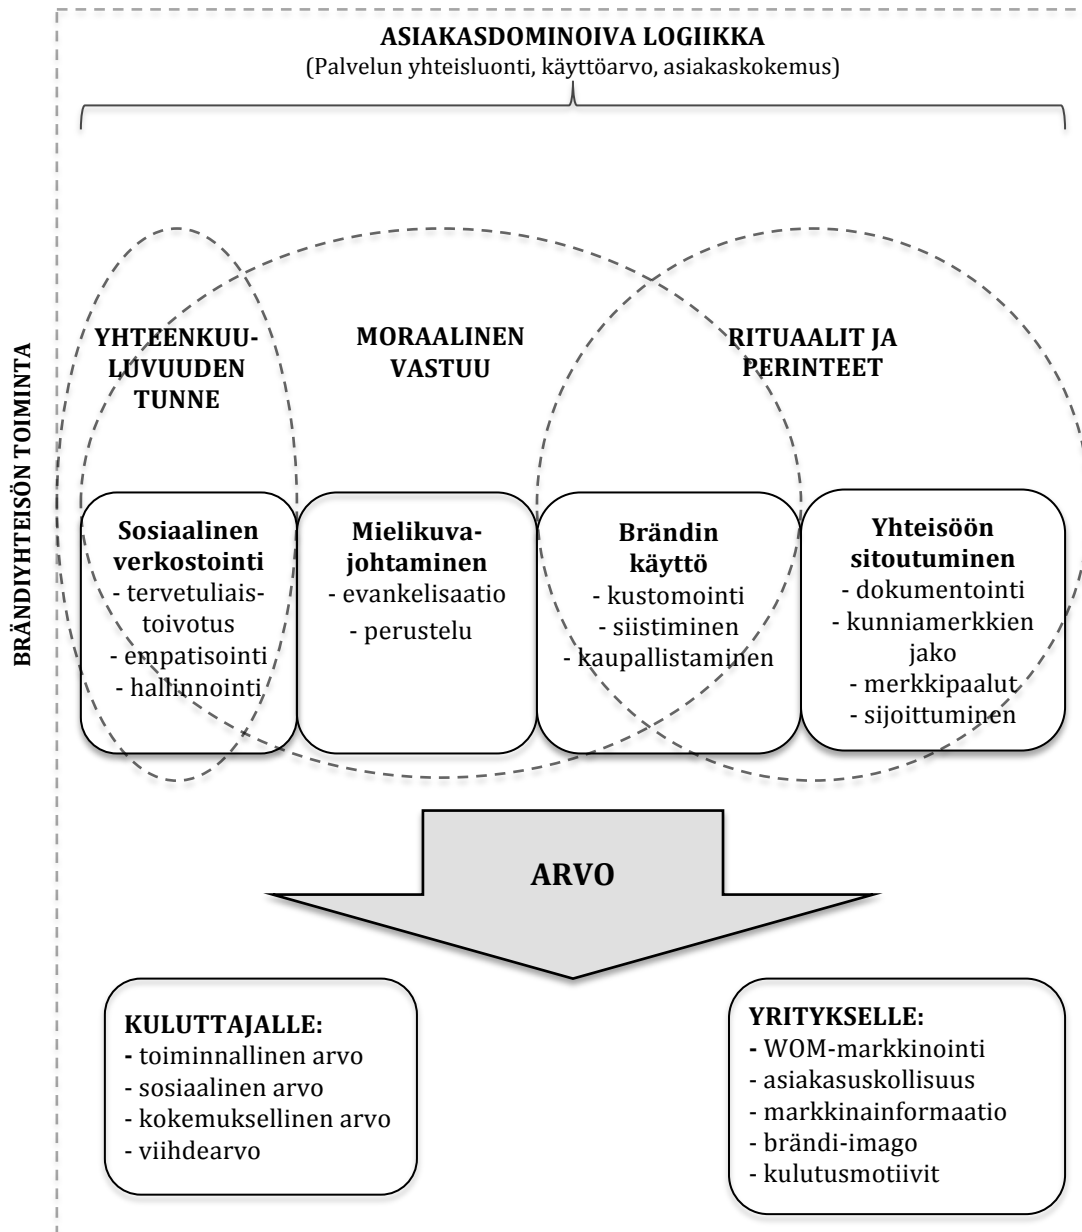 ASIAKASDOMINOIVA LOGIIKKA
(Palvelun yhteisluonti, käyttöarvo, asiakaskokemus)
BRÄNDIYHTEISÖN TOIMINTA
YHTEENKUU-
LUVUUDEN
TUNNE
MORAALINEN
VASTUU
RITUAALIT JA
PERINTEET
Sosiaalinen
verkostointi
- tervetuliais-
toivotus
- empatisointi
- hallinnointi
Mielikuva-
johtaminen
- evankelisaatio
- perustelu
Brändin
käyttö
- kustomointi
- siistiminen
- kaupallistaminen
Yhteisöön
sitoutuminen
- dokumentointi
- kunniamerkkien
jako
- merkkipaalut
- sijoittuminen
ARVO
KULUTTAJALLE:
- toiminnallinen arvo
- sosiaalinen arvo
- kokemuksellinen arvo
- viihdearvo
YRITYKSELLE:
- WOM-markkinointi
- asiakasuskollisuus
- markkinainformaatio
- brändi-imago
- kulutusmotiivit